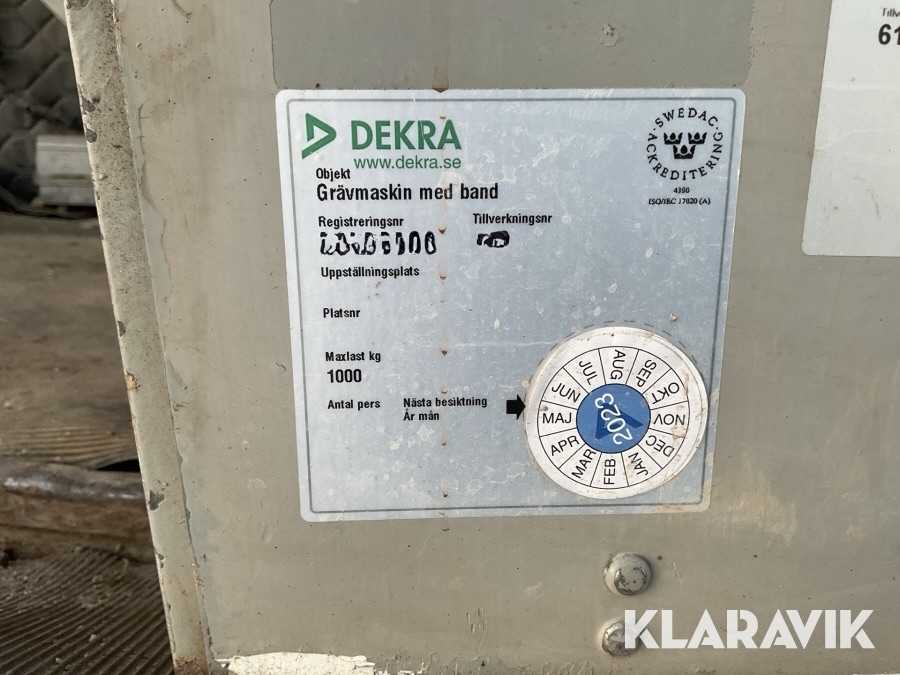 DEKRA
www.dekra.se
SWEDAC
ACKREDITERING
4390
ISO/IEC 17020 (A)
Objekt
Grävmaskin med band
Registreringsnr
Tillverkningsnr
Uppställningsplats
Platsnr
Maxlast kg
1000
Antal pers
Nästa besiktning
År mån
2023
JAN
FEB
MAR
APR
MAJ
JUN
JUL
AUG
SEP
OKT
NOV
DEC
61
KLARAVIK